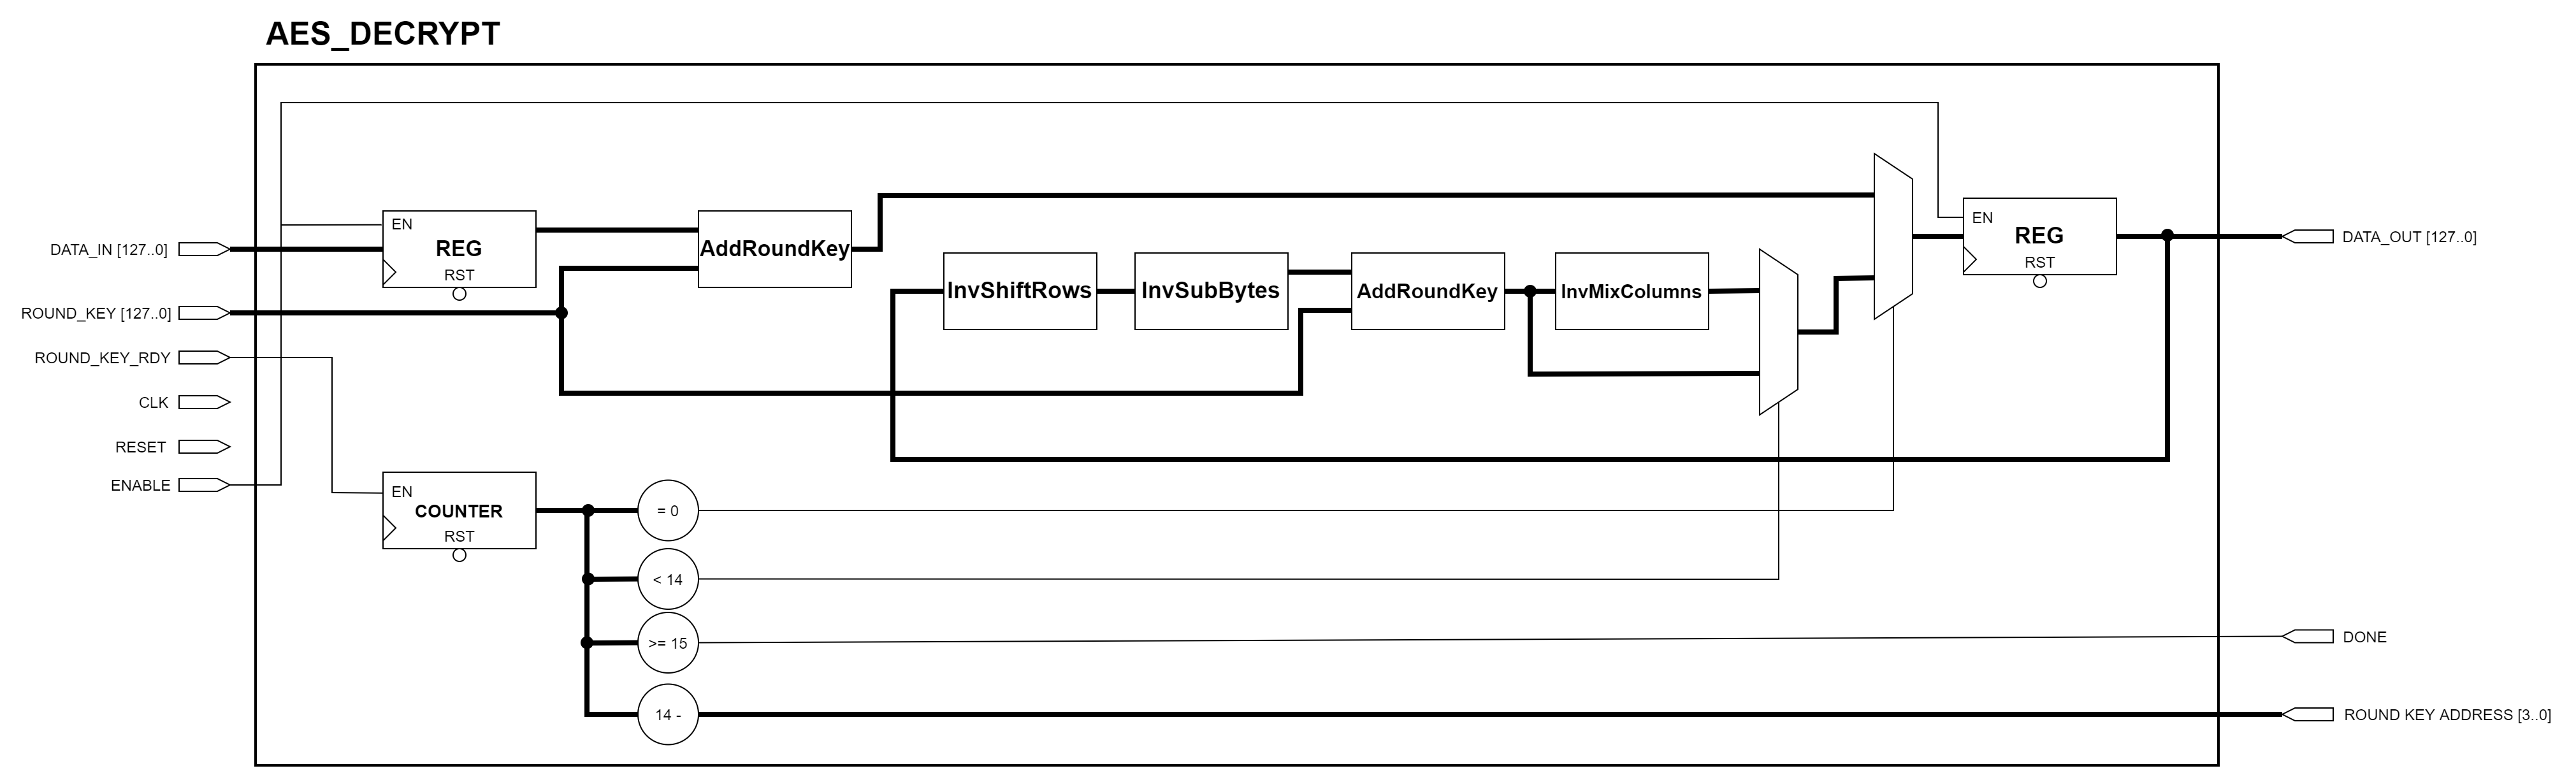 AES_DECRYPT
DATA_IN [127..0]
ROUND_KEY [127..0]
ROUND_KEY_RDY
CLK
RESET
ENABLE
EN
REG
RST
AddRoundKey
InvShiftRows
InvSubBytes
AddRoundKey
InvMixColumns
EN
REG
RST
DATA_OUT [127..0]
EN
COUNTER
RST
= 0
< 14
>= 15
14 -
DONE
ROUND KEY ADDRESS [3..0]